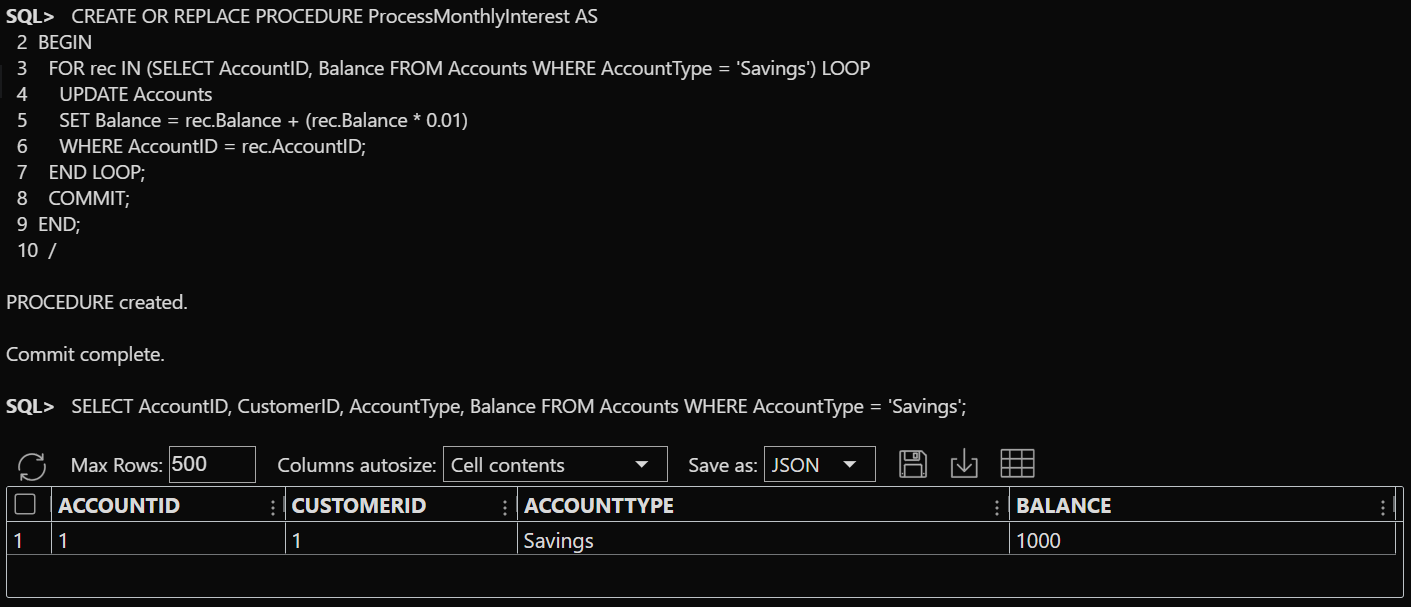 SQL> CREATE OR REPLACE PROCEDURE ProcessMonthlyInterest AS
2 BEGIN
3 FOR rec IN (SELECT AccountID, Balance FROM Accounts WHERE AccountType = 'Savings') LOOP
4 UPDATE Accounts
5 SET Balance = rec.Balance + (rec.Balance * 0.01)
6 WHERE AccountID = rec.AccountID;
7 END LOOP;
8 COMMIT;
9 END;
10 /
PROCEDURE created.
Commit complete.
SQL> SELECT AccountID, CustomerID, AccountType, Balance FROM Accounts WHERE AccountType = 'Savings';
Max Rows: 500 Columns autosize: Cell contents Save as: JSON
ACCOUNTID CUSTOMERID ACCOUNTTYPE BALANCE
1 1 1 Savings 1000